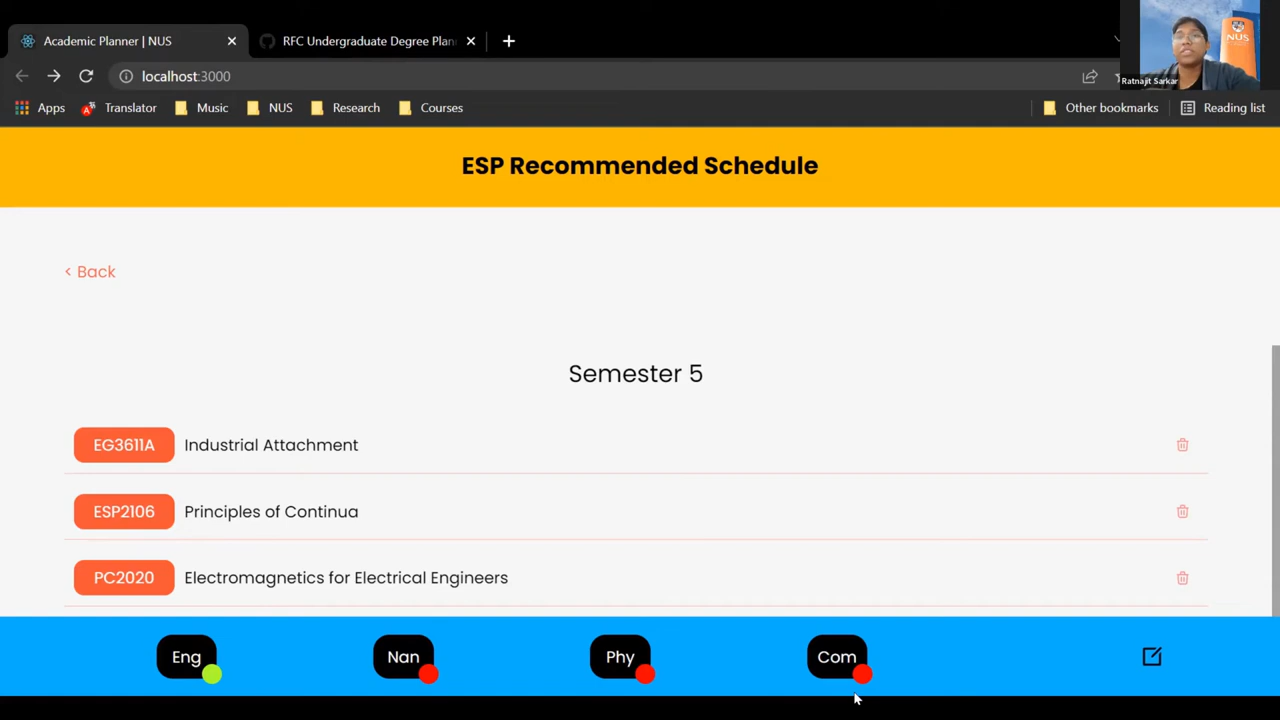 Academic Planner | NUS
RFC Undergraduate Degree Plan
localhost:3000
Apps Translator Music NUS Research Courses Other bookmarks Reading list
NUS
Ratnajit Sarkar
ESP Recommended Schedule
< Back
Semester 5
EG3611A Industrial Attachment
ESP2106 Principles of Continua
PC2020 Electromagnetics for Electrical Engineers
Eng Nan Phy Com